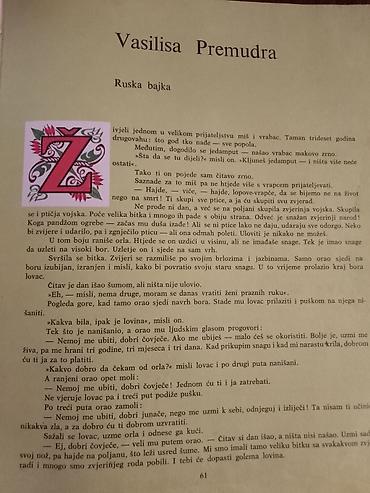 Vasilisa Premudra
Ruska bajka
Ž
ivjeli jednom u velikom prijateljstvu miš i vrabac. Taman trideset godina
drugovahu: što god tko nađe — sve popola.
Međutim, dogodilo se jedamput — našao vrabac makovo zrno.
»Šta da se tu dijeli?« misli on. »Kljuneš jedamput — i ništa više neće
ostati«.
Tako ti on pojede sam čitavo zrno.
Saznade za to miš pa ne htjede više s vrapcem prijateljevati.
— Hajde, — viče, — hajde, lopove-vrapče, da se bijemo ne na život
nego na smrt! Ti skupi sve ptice, a ja ću skupiti svu zvjerad.
Ne prođe ni dan, a već se na poljani skupila zvjerinja vojska. Skupila
se i ptičja vojska. Poče velika bitka i mnogo ih pade s obiju strana. Odveć je snažan zvjerinji narod!
Koga pandžom ogrebe — začas mu duša izađe! Ali se ni ptice lako ne daju, udaraju sve odozgo. Neko
bi zvijere i udarilo, pa i zgnječilo pticu — ali ona odmah poleti. Uloviti je nikako ne možeš.
U tom boju raniše orla. Htjede se on uzdići u visinu, ali ne imađaše snage. Tek je imao snage
da uzleti na visoki bor. Uzletje on i sjede na sam vrh.
Svršila se bitka. Zvijeri se razmiliše po svojim brlozima i jazbinama. Samo orao sjedi na
boru izubijan, izranjen i misli, kako bi povratio svoju staru snagu. U to vrijeme prolazio kraj bora
lovac.
Čitav je dan išao šumom, ali ništa nije ulovio.
»Eh, — misli, nema druge, moram se danas vratiti ženi praznih ruku«.
Pogleda gore, kad tamo orao sjedi navrh bora. Stade mu lovac prilaziti i puškom na njega ni-
šaniti.
»Kakva bila, ipak je lovina«, misli on.
Tek što je nanišanio, a orao mu ljudskim glasom progovori:
— Nemoj me ubiti, dobri čovječe! Ako me ubiješ — malo ćeš se okoristiti. Bolje je, uzmi me
živa, pa me hrani tri godine, tri mjeseca i tri dana. Kad prikupim snagu i kad mi narastu krila, dobrom
ću ti ja za to platiti.
»Kakvo dobro da čekam od orla?« misli lovac i po drugi puta nanišani.
A ranjeni orao opet moli:
— Nemoj me ubiti, dobri čovječe! Jednom ću ti i ja zatrebati.
Ne vjeruje lovac pa i treći put podiže pušku.
Po treći puta orao zamoli:
— Nemoj me ubiti, dobri junače, nego me uzmi k sebi, odnjeguj i izliječi! Ta nisam ti učinio
nikakva zla, a za dobro ću ti dobrom uzvratiti.
Sažali se lovac, uzme orla i odnese ga kući.
— Ej, dobri čovječe, — veli mu putem orao. — Čitav si dan išao, a ništa nisi našao. Uzmi sad
svoj nož, pa hajde na poljanu, što leži usred šume. Mi smo imali tamo veliku bitku sa svakakvom
radi i mnogo smo zvjerinjeg roda pobili. I tebi će dopasti golema lovina.
61